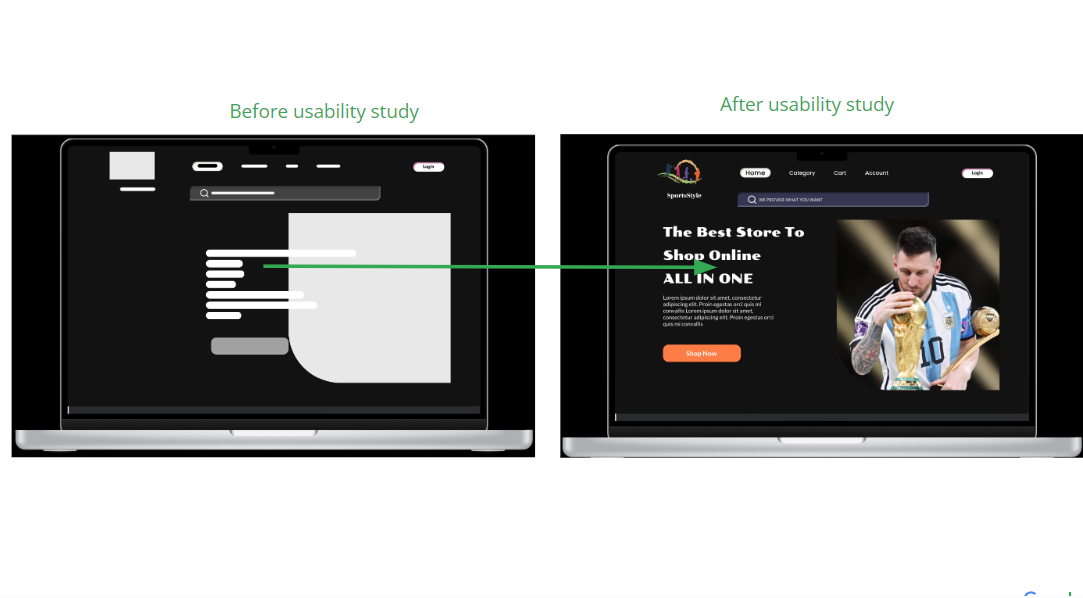 Before usability study
After usability study
Login
Home
Category
Cart
Account
Login
SportsStyle
WE PROVIDE WHAT YOU WANT
The Best Store To
Shop Online
ALL IN ONE
Lorem ipsum dolor sit amet, consectetur
adipiscing elit. Proin egestas orci quis mi
convallis Lorem ipsum dolor sit amet,
consectetur adipiscing elit. Proin egestas orci
quis mi convallis
10
Shop Now